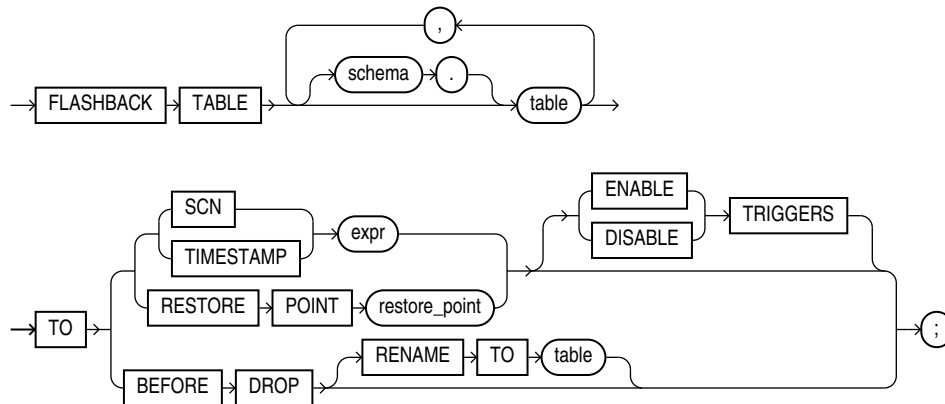 ,
schema .
FLASHBACK TABLE table
SCN ENABLE
expr TRIGGERS
TIMESTAMP DISABLE
RESTORE POINT restore_point
TO ;
RENAME TO table
BEFORE DROP